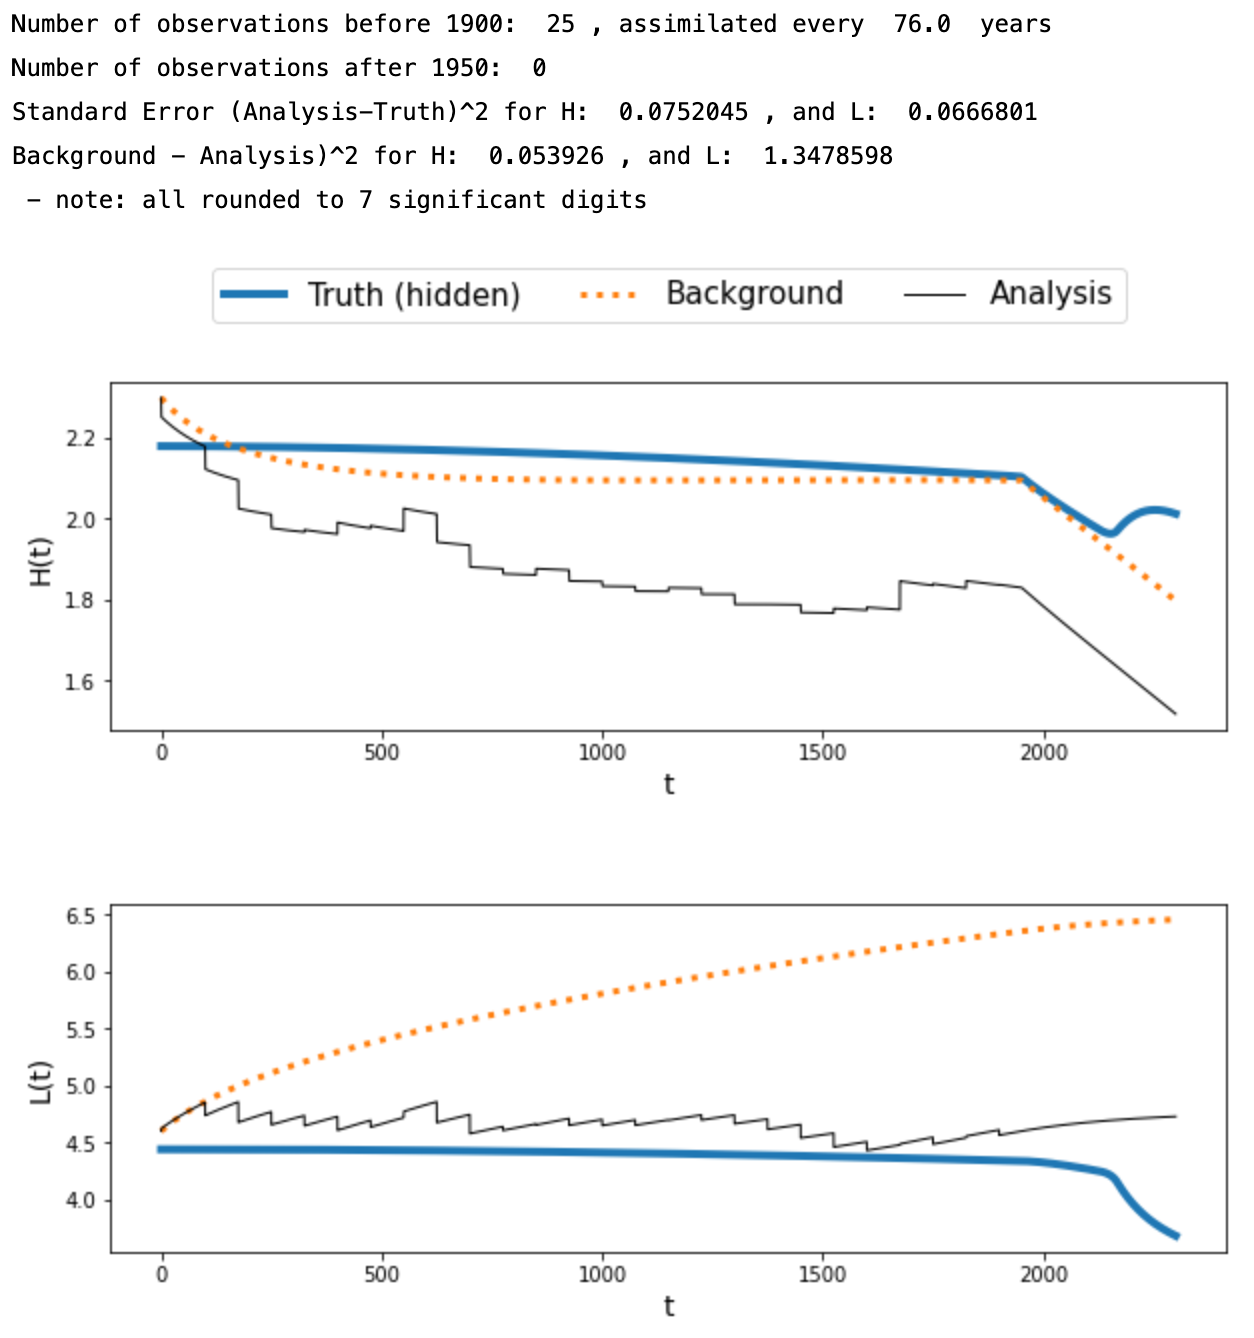 Number of observations before 1900:  25 , assimilated every  76.0  years
Number of observations after 1950:  0
Standard Error (Analysis-Truth)^2 for H:  0.0752045 , and L:  0.0666801
Background - Analysis)^2 for H:  0.053926 , and L:  1.3478598
 - note: all rounded to 7 significant digits
Truth (hidden) Background Analysis
2.2
2.0
1.8
1.6
H(t)
0 500 1000 1500 2000
t
6.5
6.0
5.5
5.0
4.5
4.0
L(t)
0 500 1000 1500 2000
t